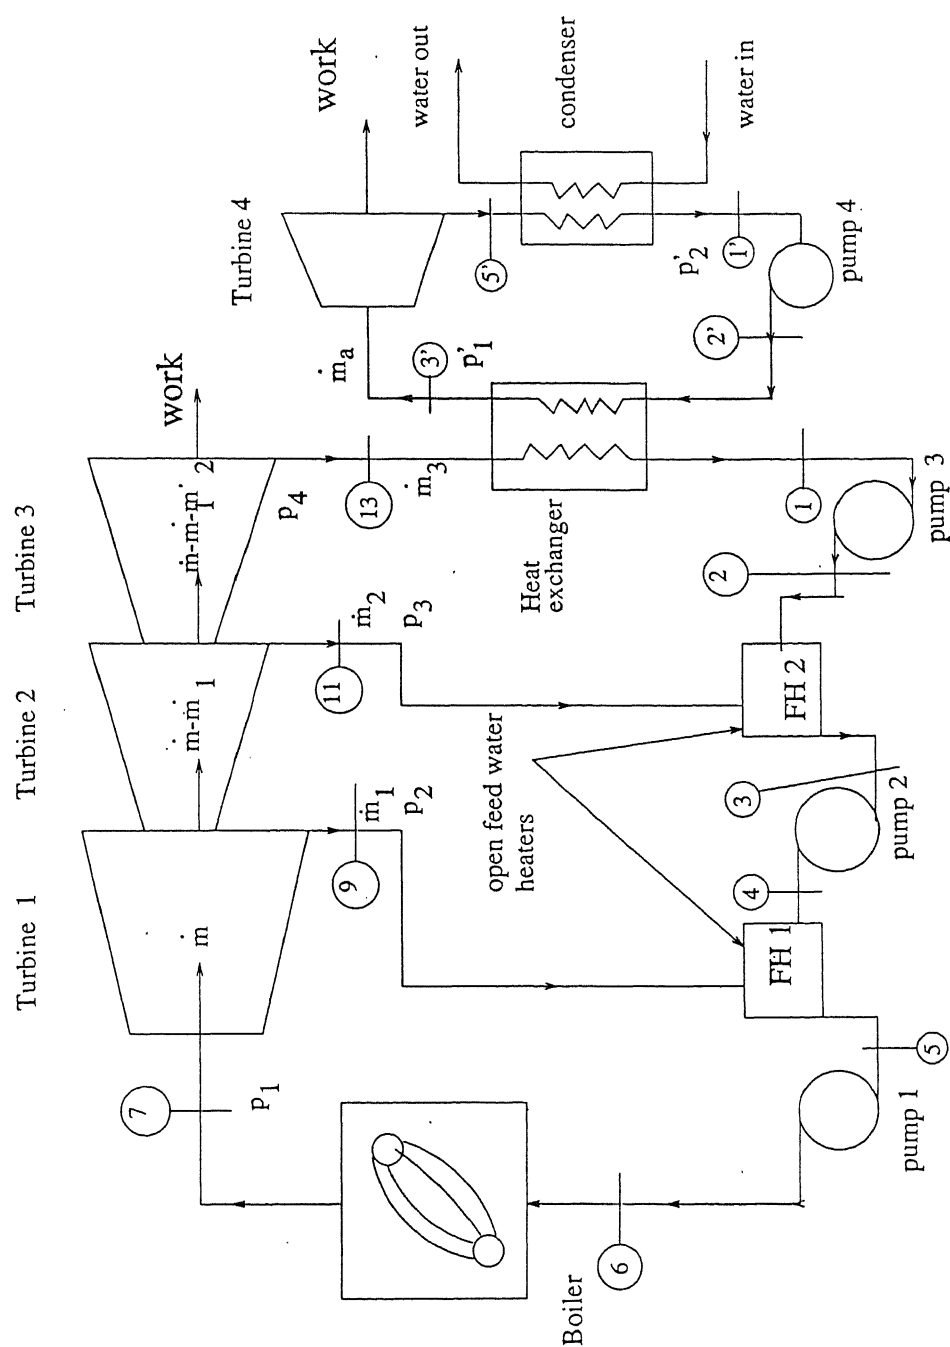 Turbine 1
Turbine 2
Turbine 3
Turbine 4
ṁ
ṁ-ṁ 1
ṁ-ṁ-ṁ 1 2
work
work
7
p1
9
ṁ1
p2
11
ṁ2
p3
13
ṁ3
p4
ṁa
3'
p'1
5'
p'2
1'
2'
water out
condenser
water in
pump 4
Heat
exchanger
open feed water
heaters
Boiler
6
5
pump 1
FH 1
4
3
pump 2
FH 2
2
1
pump 3